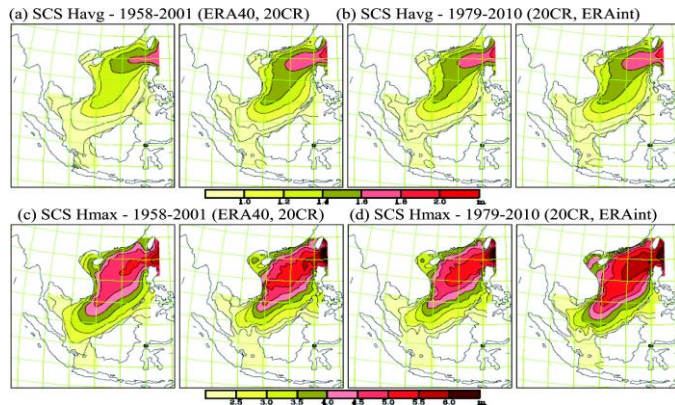 (a) SCS Havg - 1958-2001 (ERA40, 20CR) (b) SCS Havg - 1979-2010 (20CR, ERAint)
1.0 1.2 1.4 1.6 1.8 2.0 m
(c) SCS Hmax - 1958-2001 (ERA40, 20CR) (d) SCS Hmax - 1979-2010 (20CR, ERAint)
2.5 3.0 3.5 4.0 4.5 5.0 5.5 6.0 m